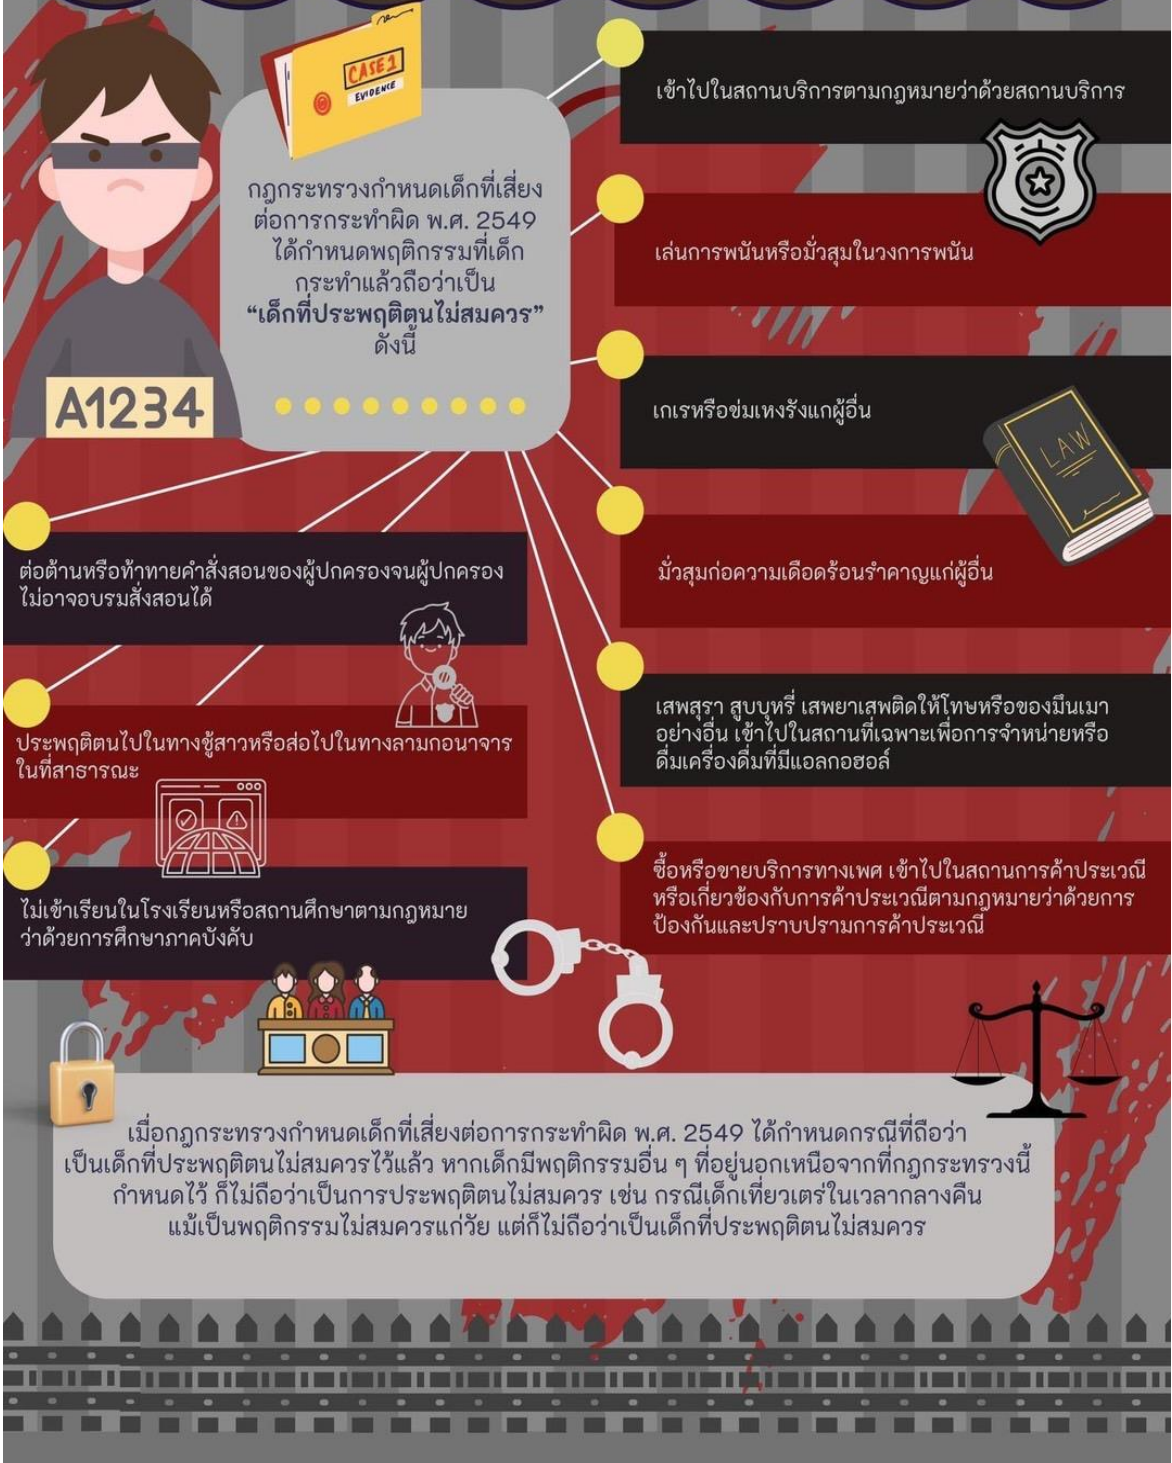 CASE1
EVIDENCE
กฎกระทรวงกำหนดเด็กที่เสี่ยง
ต่อการกระทำผิด พ.ศ. 2549
ได้กำหนดพฤติกรรมที่เด็ก
กระทำแล้วถือว่าเป็น
“เด็กที่ประพฤติตนไม่สมควร”
ดังนี้
A1234
เข้าไปในสถานบริการตามกฎหมายว่าด้วยสถานบริการ
เล่นการพนันหรือมั่วสุมในวงการพนัน
เกเรหรือข่มเหงรังแกผู้อื่น
LAW
มั่วสุมก่อความเดือดร้อนรำคาญแก่ผู้อื่น
เสพสุรา สูบบุหรี่ เสพยาเสพติดให้โทษหรือของมึนเมา
อย่างอื่น เข้าไปในสถานที่เฉพาะเพื่อการจำหน่ายหรือ
ดื่มเครื่องดื่มที่มีแอลกอฮอล์
ซื้อหรือขายบริการทางเพศ เข้าไปในสถานการค้าประเวณี
หรือเกี่ยวข้องกับการค้าประเวณีตามกฎหมายว่าด้วยการ
ป้องกันและปราบปรามการค้าประเวณี
ต่อต้านหรือท้าทายคำสั่งสอนของผู้ปกครองจนผู้ปกครอง
ไม่อาจอบรมสั่งสอนได้
ประพฤติตนไปในทางชู้สาวหรือส่อไปในทางลามกอนาจาร
ในที่สาธารณะ
ไม่เข้าเรียนในโรงเรียนหรือสถานศึกษาตามกฎหมาย
ว่าด้วยการศึกษาภาคบังคับ
เมื่อกฎกระทรวงกำหนดเด็กที่เสี่ยงต่อการกระทำผิด พ.ศ. 2549 ได้กำหนดกรณีที่ถือว่า
เป็นเด็กที่ประพฤติตนไม่สมควรไว้แล้ว หากเด็กมีพฤติกรรมอื่น ๆ ที่อยู่นอกเหนือจากที่กฎกระทรวงนี้
กำหนดไว้ ก็ไม่ถือว่าเป็นการประพฤติตนไม่สมควร เช่น กรณีเด็กเที่ยวเตร่ในเวลากลางคืน
แม้เป็นพฤติกรรมไม่สมควรแก่วัย แต่ก็ไม่ถือว่าเป็นเด็กที่ประพฤติตนไม่สมควร